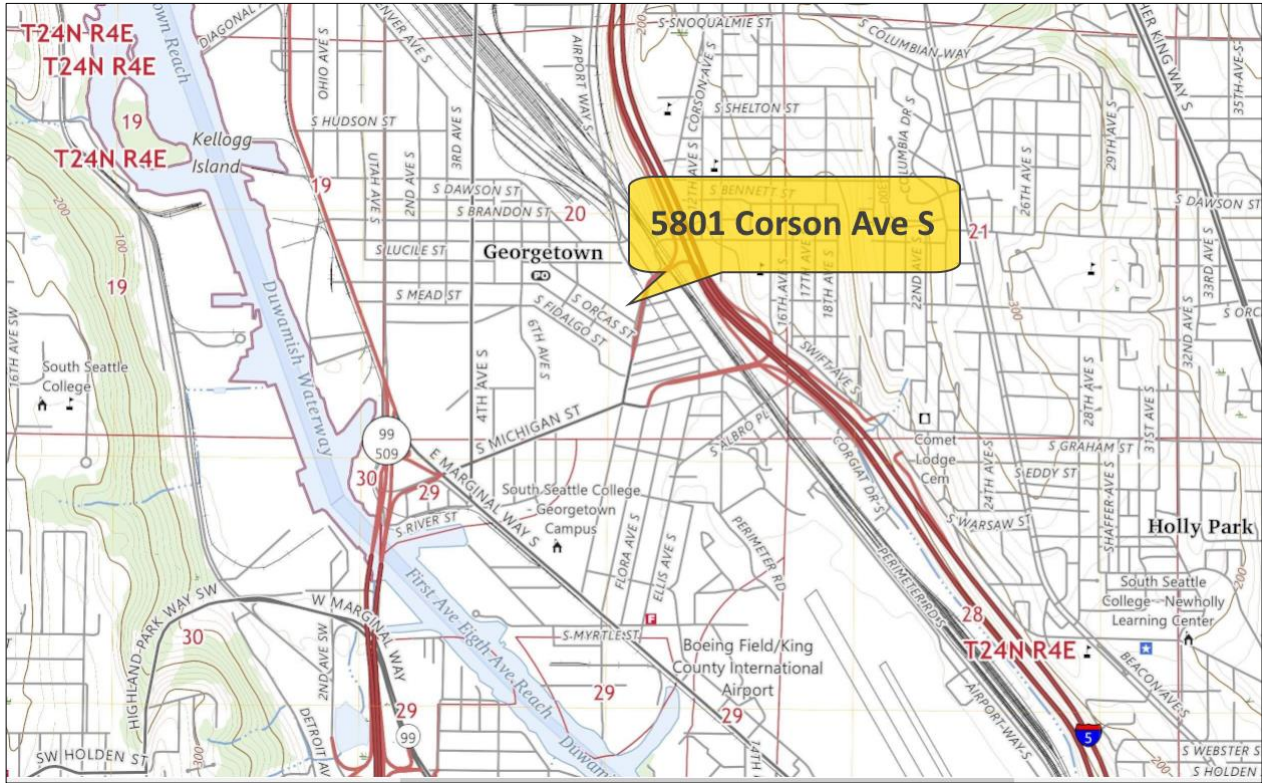 S SNOQUALMIE ST
T24N R4E
T24N R4E
DIAGONAL
OHIO AVE S
AIRPORT WAY S
CORSON AVE S
S COLUMBIAN WAY
35TH AVE S
200
19
S HUDSON ST
S SHELTON ST
COLUMBIA DR S
29TH AVE S
Kellogg
Island
T24N R4E
19
UTAH AVE S
2ND AVE S
3RD AVE S
12TH AVE S
26TH AVE S
S DAWSON ST
S BRANDON ST
20
S BENNETT ST
S DAWSON ST
200
100
5801 Corson Ave S
21
S LUCILE ST
Georgetown
PO
16TH AVE S
17TH AVE
18TH AVE S
22ND AVE S
33RD AVE S
19
S MEAD ST
S ORCAS ST
S FIDALGO ST
300
16TH AVE SW
Duwamish Waterway
6TH AVE S
SWIFT AVE S
32ND AVE S
South Seattle
College
4TH AVE S
28TH AVE S
31ST AVE S
99
509
S MICHIGAN ST
S ALBRO PL
Comet
Lodge
Cem
S GRAHAM ST
24TH AVE S
S EDDY ST
30
29
E MARGINAL WAY S
South Seattle College
- Georgetown
Campus
CORGIAT DR S
S WARSAW ST
SHAFFER AVE S
S RIVER ST
PERIMETER RD
Holly Park
200
FLORA AVE S
ELLIS AVE S
PERIMETER RD S
First Ave Eigth Ave Reach
28
South Seattle
College - Newholly
Learning Center
HIGHLAND PARK WAY SW
W MARGINAL WAY
30
2ND AVE SW
S MYRTLE ST
F
T24N R4E
Boeing Field/King
County International
Airport
BEACON AVE S
29
29
29
99
AIRPORT WAY S
5
SW HOLDEN ST
300
14TH
200
S WEBSTER S
S HOLDEN